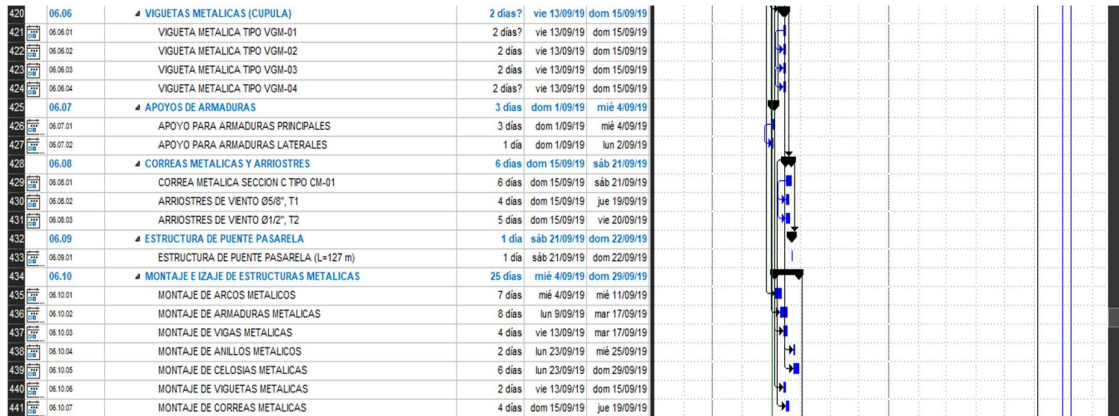 420 06.06 VIGUETAS METALICAS (CUPULA) 2 días? vie 13/09/19 dom 15/09/19
421 06.06.01 VIGUETA METALICA TIPO VGM-01 2 días? vie 13/09/19 dom 15/09/19
422 06.06.02 VIGUETA METALICA TIPO VGM-02 2 días vie 13/09/19 dom 15/09/19
423 06.06.03 VIGUETA METALICA TIPO VGM-03 2 días vie 13/09/19 dom 15/09/19
424 06.06.04 VIGUETA METALICA TIPO VGM-04 2 días? vie 13/09/19 dom 15/09/19
425 06.07 APOYOS DE ARMADURAS 3 días dom 1/09/19 mié 4/09/19
426 06.07.01 APOYO PARA ARMADURAS PRINCIPALES 3 días dom 1/09/19 mié 4/09/19
427 06.07.02 APOYO PARA ARMADURAS LATERALES 1 día dom 1/09/19 lun 2/09/19
428 06.08 CORREAS METALICAS Y ARRIOSTRES 6 días dom 15/09/19 sáb 21/09/19
429 06.08.01 CORREA METALICA SECCION C TIPO CM-01 6 días dom 15/09/19 sáb 21/09/19
430 06.08.02 ARRIOSTRES DE VIENTO Ø5/8", T1 4 días dom 15/09/19 jue 19/09/19
431 06.08.03 ARRIOSTRES DE VIENTO Ø1/2", T2 5 días dom 15/09/19 vie 20/09/19
432 06.09 ESTRUCTURA DE PUENTE PASARELA 1 día sáb 21/09/19 dom 22/09/19
433 06.09.01 ESTRUCTURA DE PUENTE PASARELA (L=127 m) 1 día sáb 21/09/19 dom 22/09/19
434 06.10 MONTAJE E IZAJE DE ESTRUCTURAS METALICAS 25 días mié 4/09/19 dom 29/09/19
435 06.10.01 MONTAJE DE ARCOS METALICOS 7 días mié 4/09/19 mié 11/09/19
436 06.10.02 MONTAJE DE ARMADURAS METALICAS 8 días lun 9/09/19 mar 17/09/19
437 06.10.03 MONTAJE DE VIGAS METALICAS 4 días vie 13/09/19 mar 17/09/19
438 06.10.04 MONTAJE DE ANILLOS METALICOS 2 días lun 23/09/19 mié 25/09/19
439 06.10.05 MONTAJE DE CELOSIAS METALICAS 6 días lun 23/09/19 dom 29/09/19
440 06.10.06 MONTAJE DE VIGUETAS METALICAS 2 días vie 13/09/19 dom 15/09/19
441 06.10.07 MONTAJE DE CORREAS METALICAS 4 días dom 15/09/19 jue 19/09/19